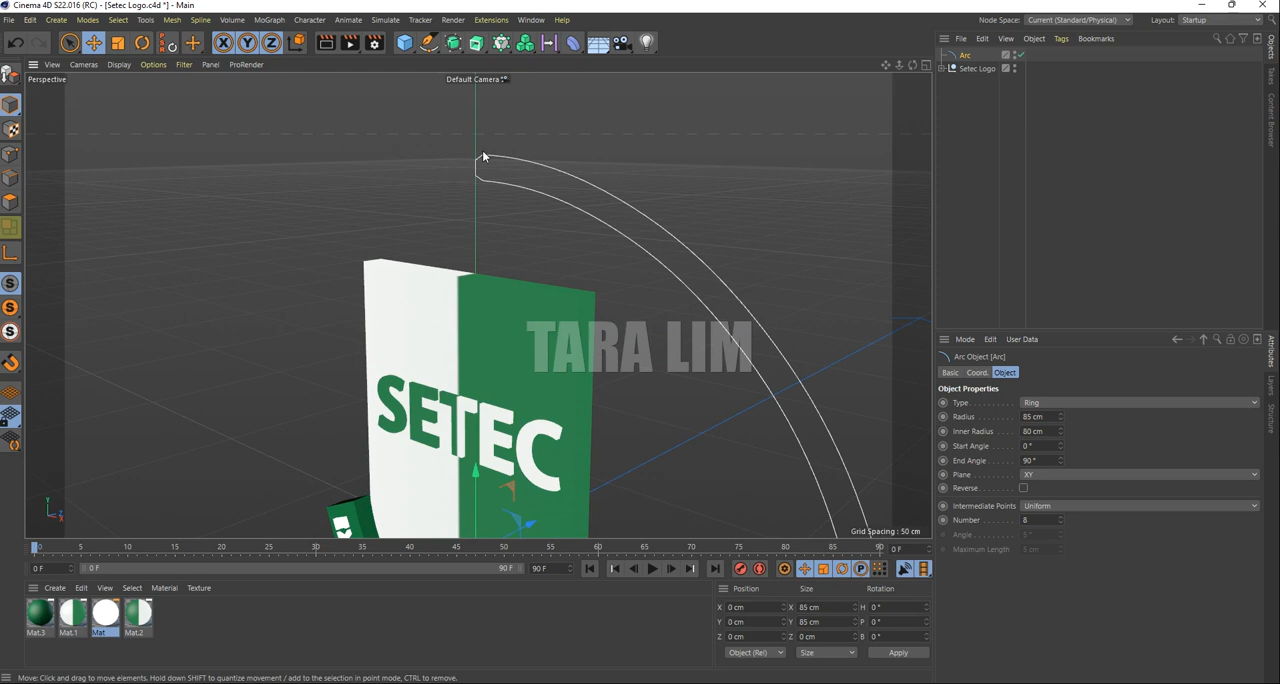 Cinema 4D S22.016 (RC) - [Setec Logo.c4d *] - Main
File Edit Create Modes Select Tools Mesh Spline Volume MoGraph Character Animate Simulate Tracker Render Extensions Window Help
Node Space: Current (Standard/Physical) Layout: Startup
View Cameras Display Options Filter Panel ProRender
File Edit View Object Tags Bookmarks
Perspective
Default Camera
Arc
Setec Logo
Objects
Takes
Content Browser
TARA LIM
SETEC
Mode Edit User Data
Arc Object [Arc]
Basic Coord. Object
Object Properties
Type Ring
Radius 85 cm
Inner Radius 80 cm
Start Angle 0 °
End Angle 90 °
Plane XY
Reverse
Intermediate Points Uniform
Number 8
Angle 5 °
Maximum Length 5 cm
Attributes
Layers
Structure
Grid Spacing : 50 cm
0 5 10 15 20 25 30 35 40 45 50 55 60 65 70 75 80 85 90 0 F
0 F 0 F 90 F 90 F
Create Edit View Select Material Texture
Mat.3 Mat.1 Mat Mat.2
Position Size Rotation
X 0 cm X 85 cm H 0 °
Y 0 cm Y 85 cm P 0 °
Z 0 cm Z 0 cm B 0 °
Object (Rel) Size Apply
Move: Click and drag to move elements. Hold down SHIFT to quantize movement / add to the selection in point mode, CTRL to remove.